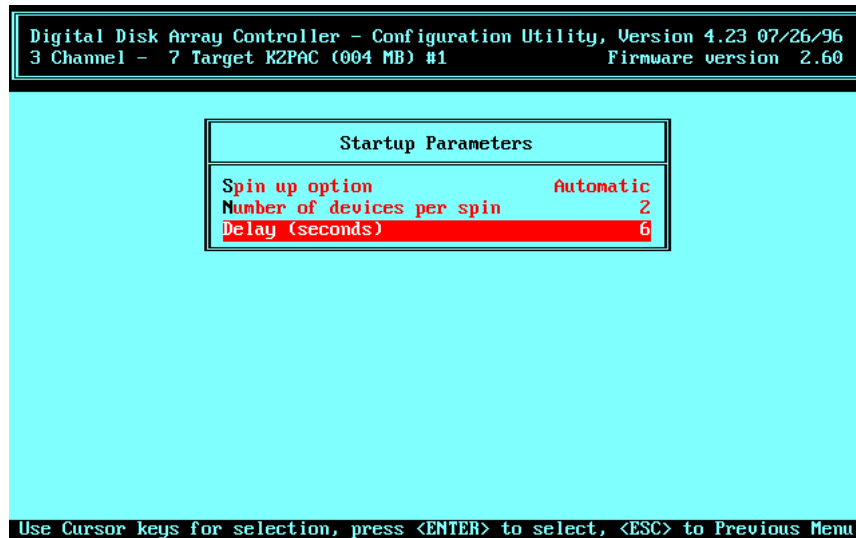 Digital Disk Array Controller - Configuration Utility, Version 4.23 07/26/96
3 Channel - 7 Target KZPAC (004 MB) #1 Firmware version 2.60
Startup Parameters
Spin up option Automatic
Number of devices per spin 2
Delay (seconds) 6
Use Cursor keys for selection, press <ENTER> to select, <ESC> to Previous Menu